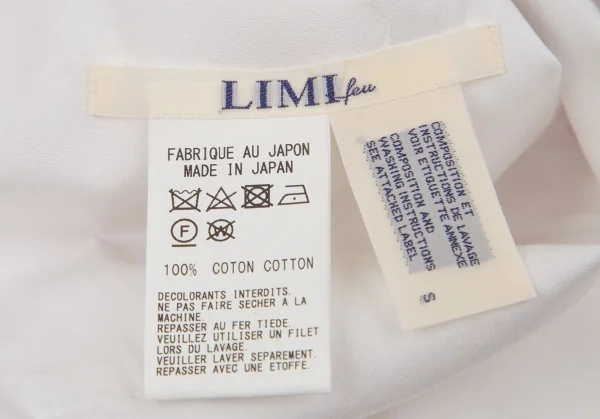 LIMI feu
FABRIQUE AU JAPON
MADE IN JAPAN
F W
100% COTON COTTON
DECOLORANTS INTERDITS.
NE PAS FAIRE SECHER A LA
MACHINE.
REPASSER AU FER TIEDE.
VEUILLEZ UTILISER UN FILET
LORS DU LAVAGE.
VEUILLER LAVER SEPAREMENT.
REPASSER AVEC UNE ETOFFE.
COMPOSITION ET
INSTRUCTIONS DE LAVAGE
VOIR ETIQUETTE ANNEXE
COMPOSITION AND
WASHING INSTRUCTIONS
SEE ATTACHED LABEL
S